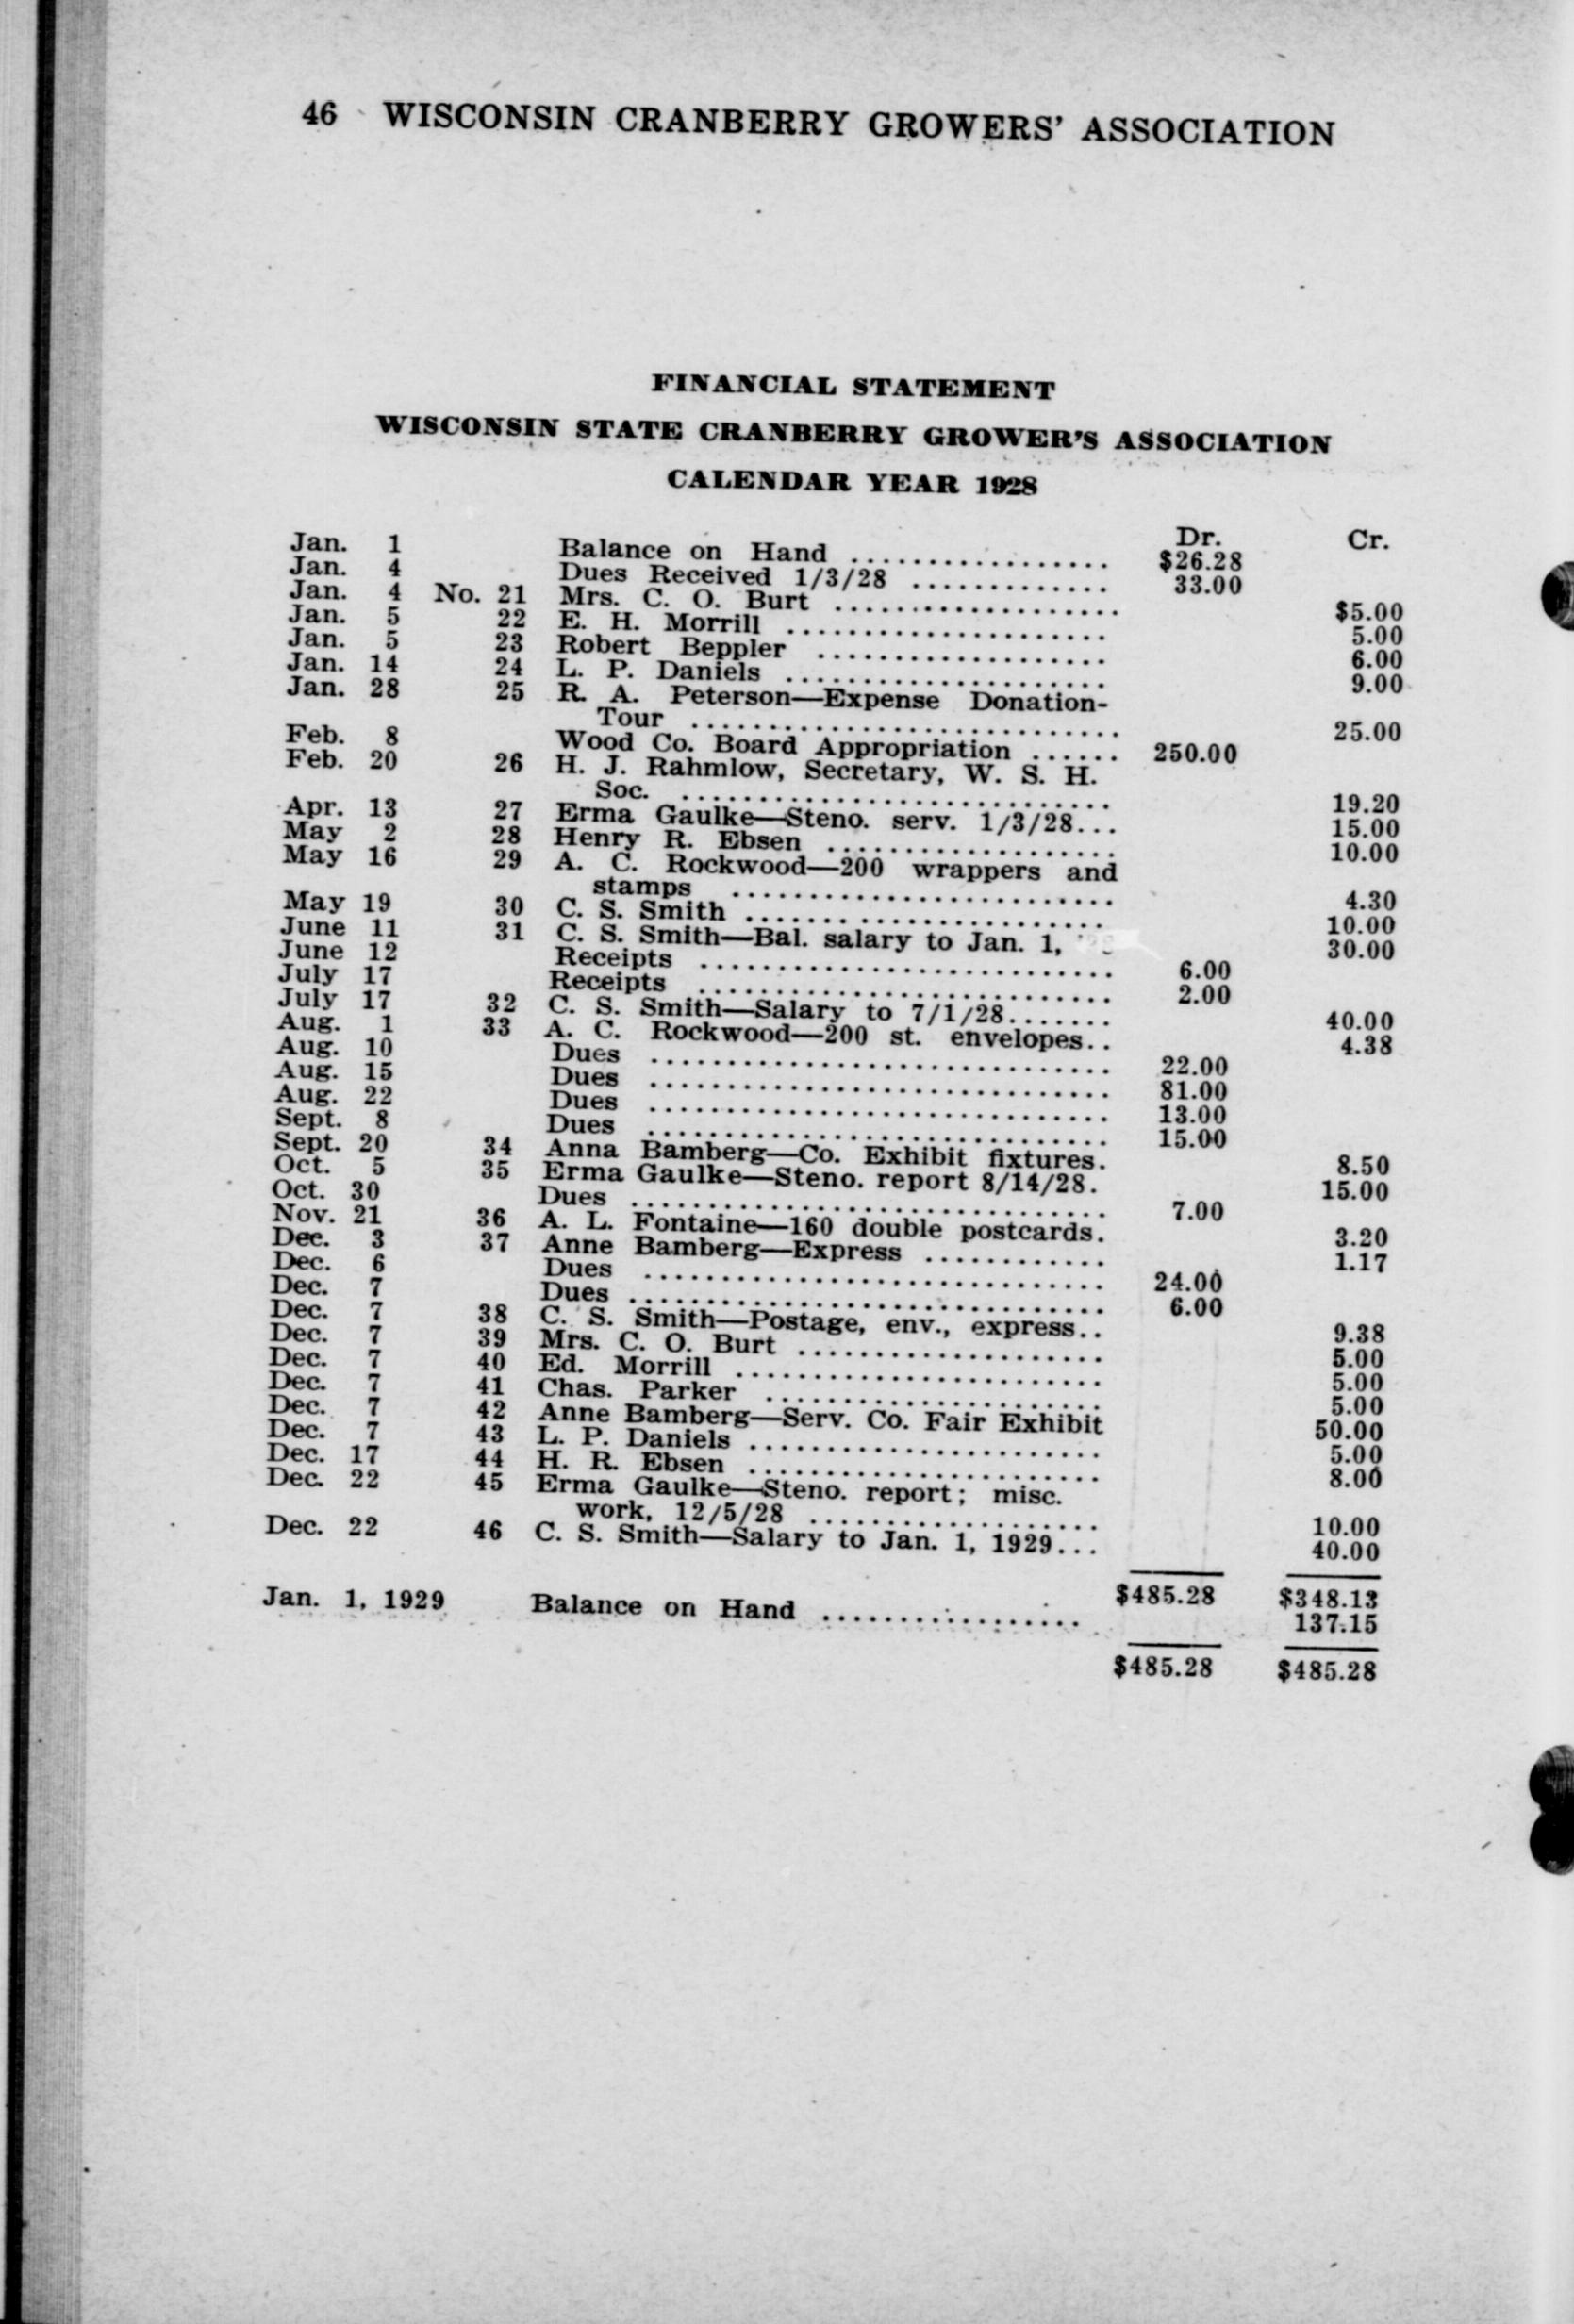 46 WISCONSIN CRANBERRY GROWERS' ASSOCIATION
FINANCIAL STATEMENT
WISCONSIN STATE CRANBERRY GROWER'S ASSOCIATION
CALENDAR YEAR 1928
Dr. Cr.
Jan. 1 Balance on Hand .................. $26.28
Jan. 4 Dues Received 1/3/28 ............. 33.00
Jan. 4 No. 21 Mrs. C. O. Burt ................... $5.00
Jan. 5 22 E. H. Morrill ..................... 5.00
Jan. 5 23 Robert Beppler ................... 6.00
Jan. 14 24 L. P. Daniels ..................... 9.00
Jan. 28 25 R. A. Peterson—Expense Donation-
Tour ............................ 25.00
Feb. 8 Wood Co. Board Appropriation ...... 250.00
Feb. 20 26 H. J. Rahmlow, Secretary, W. S. H.
Soc. ............................ 19.20
Apr. 13 27 Erma Gaulke—Steno. serv. 1/3/28... 15.00
May 2 28 Henry R. Ebsen ................... 10.00
May 16 29 A. C. Rockwood—200 wrappers and
stamps ......................... 4.30
May 19 30 C. S. Smith ....................... 10.00
June 11 31 C. S. Smith—Bal. salary to Jan. 1, 30.00
June 12 Receipts ........................... 6.00
July 17 Receipts ........................... 2.00
July 17 32 C. S. Smith—Salary to 7/1/28....... 40.00
Aug. 1 33 A. C. Rockwood—200 st. envelopes.. 4.38
Aug. 10 Dues .............................. 22.00
Aug. 15 Dues .............................. 81.00
Aug. 22 Dues .............................. 13.00
Sept. 8 Dues .............................. 15.00
Sept. 20 34 Anna Bamberg—Co. Exhibit fixtures. 8.50
Oct. 5 35 Erma Gaulke—Steno. report 8/14/28. 15.00
Oct. 30 Dues ............................... 7.00
Nov. 21 36 A. L. Fontaine—160 double postcards. 3.20
Dec. 3 37 Anne Bamberg—Express ............ 1.17
Dec. 6 Dues .............................. 24.00
Dec. 7 Dues ............................... 6.00
Dec. 7 38 C. S. Smith—Postage, env., express.. 9.38
Dec. 7 39 Mrs. C. O. Burt .................... 5.00
Dec. 7 40 Ed. Morrill ........................ 5.00
Dec. 7 41 Chas. Parker ...................... 5.00
Dec. 7 42 Anne Bamberg—Serv. Co. Fair Exhibit 50.00
Dec. 7 43 L. P. Daniels ....................... 5.00
Dec. 17 44 H. R. Ebsen ....................... 8.00
Dec. 22 45 Erma Gaulke—Steno. report; misc.
work, 12/5/28 ................... 10.00
Dec. 22 46 C. S. Smith—Salary to Jan. 1, 1929... 40.00
$485.28 $348.13
Jan. 1, 1929 Balance on Hand ................. 137.15
$485.28 $485.28